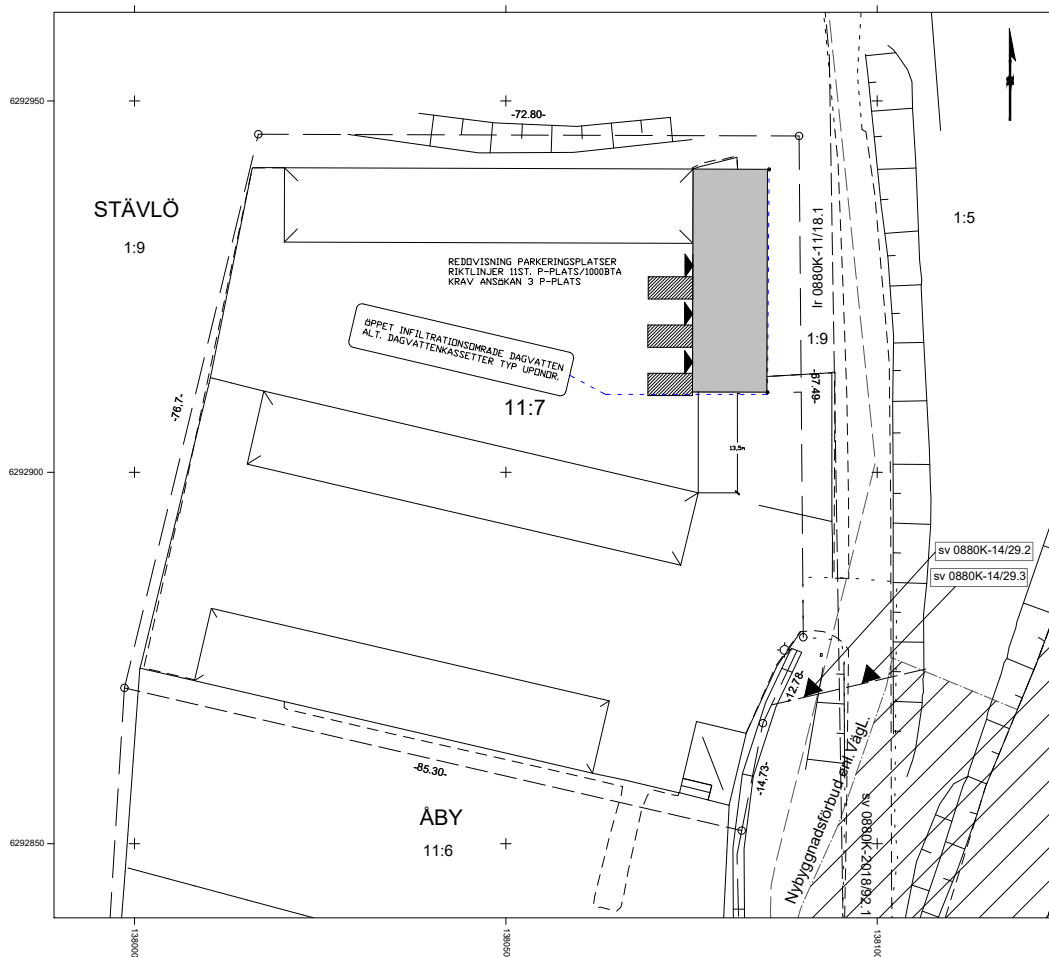 6292950
-72.80-
STÄVLÖ
1:9
1:5
lr 0880K-11/18.1
REDOVISNING PARKERINGSPLATSER
RIKTLINJER 11ST. P-PLATS/1000BTA
KRAV ANSÖKAN 3 P-PLATS
ÖPPET INFILTRATIONSOMRÅDE DAGVATTEN
ALT. DAGVATTENKASSETTER TYP UPONOR.
1:9
-67.49-
-76.7-
11:7
13,5m
6292900
sv 0880K-14/29.2
sv 0880K-14/29.3
-12.78-
-14.73-
-85.30-
ÅBY
11:6
Nybyggnadsförbud enl.VägL.
sv 0880K-2018/92.1
6292850
138000
138050
138100